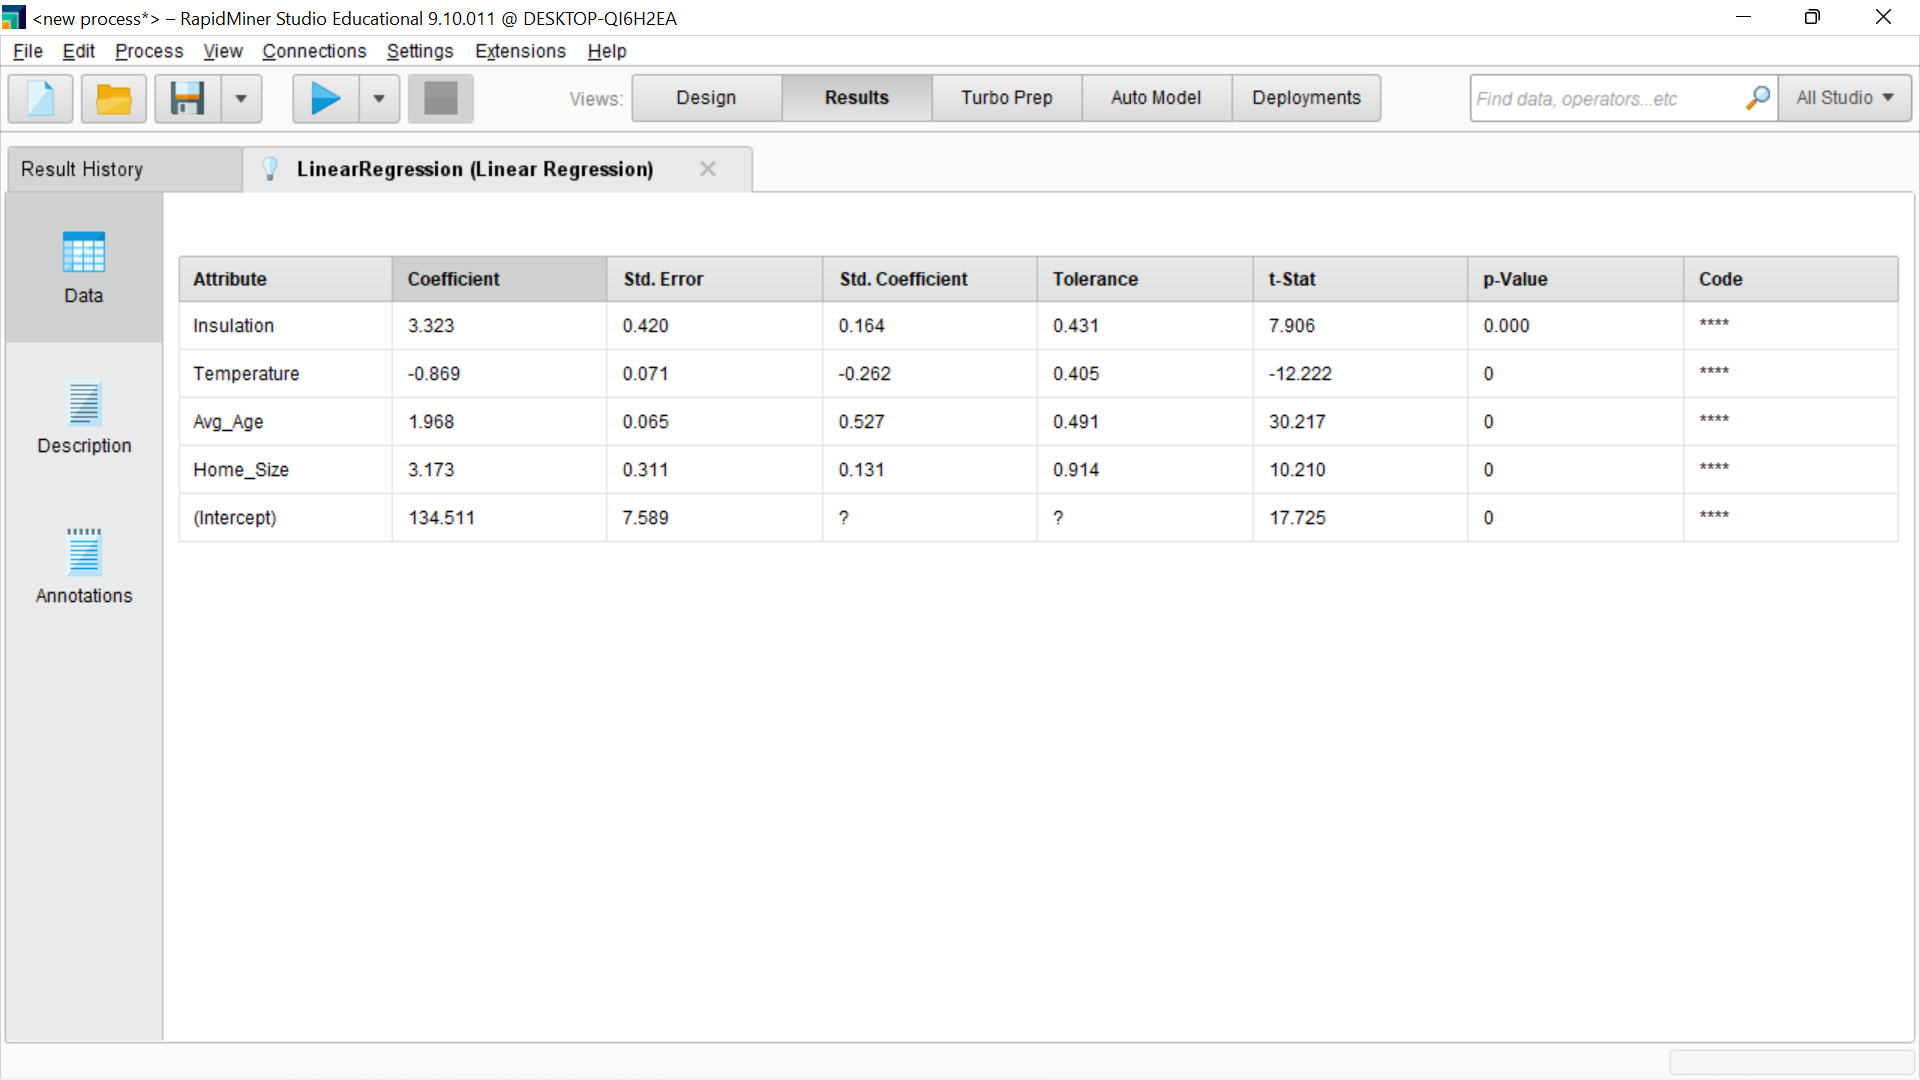 <new process*> – RapidMiner Studio Educational 9.10.011 @ DESKTOP-QI6H2EA
File Edit Process View Connections Settings Extensions Help
Views: Design Results Turbo Prep Auto Model Deployments Find data, operators...etc All Studio
Result History LinearRegression (Linear Regression)
Data
Description
Annotations
Attribute Coefficient Std. Error Std. Coefficient Tolerance t-Stat p-Value Code
Insulation 3.323 0.420 0.164 0.431 7.906 0.000 ****
Temperature -0.869 0.071 -0.262 0.405 -12.222 0 ****
Avg_Age 1.968 0.065 0.527 0.491 30.217 0 ****
Home_Size 3.173 0.311 0.131 0.914 10.210 0 ****
(Intercept) 134.511 7.589 ? ? 17.725 0 ****